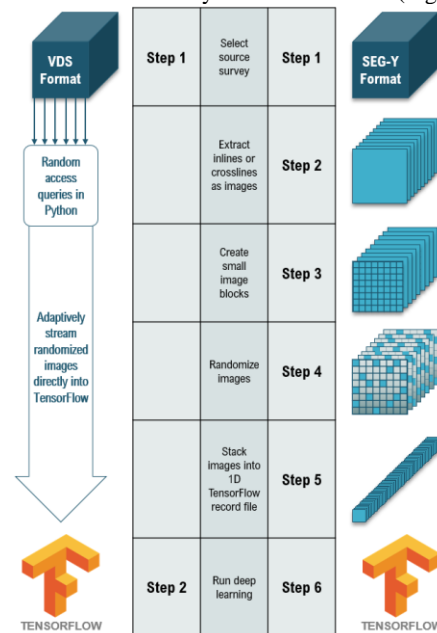 VDS
Format
Step 1
Select
source
survey
Step 1
SEG-Y
Format
Random
access
queries in
Python
Extract
inlines or
crosslines
as images
Step 2
Create
small
image
blocks
Step 3
Adaptively
stream
randomized
images
directly into
TensorFlow
Randomize
images
Step 4
Stack
images into
1D
TensorFlow
record file
Step 5
TENSORFLOW
Step 2
Run deep
learning
Step 6
TENSORFLOW